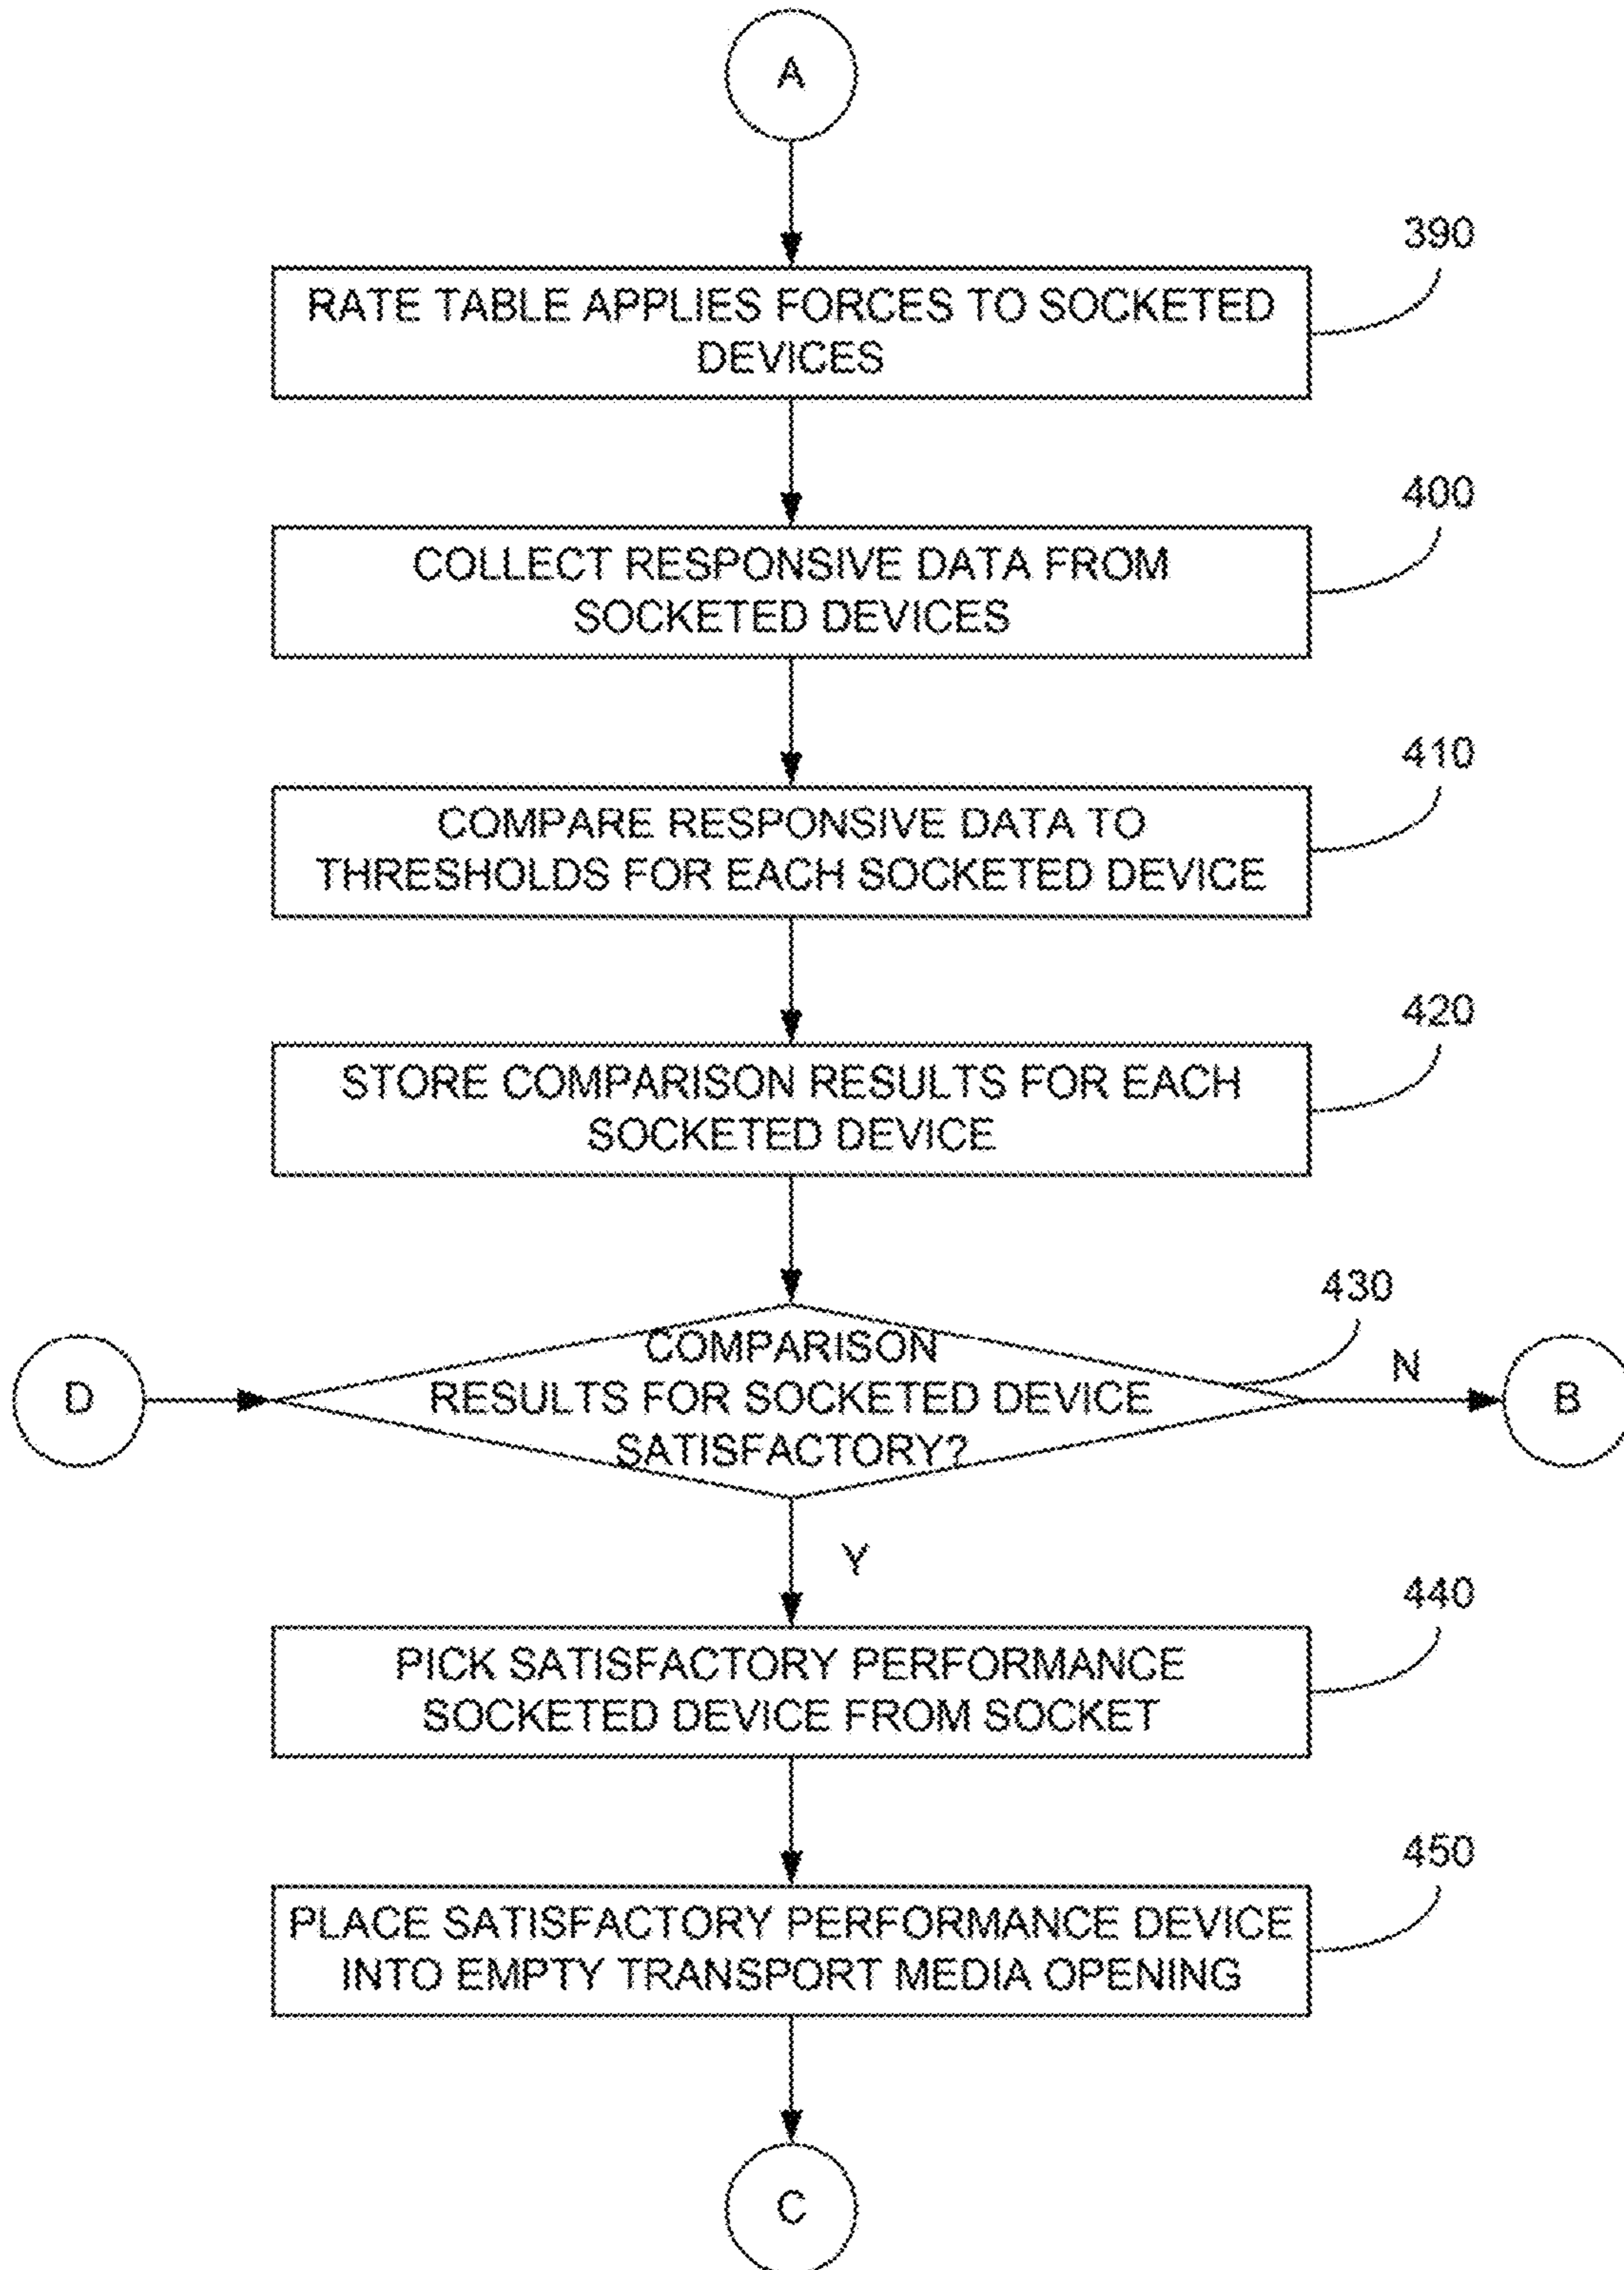 A
390
RATE TABLE APPLIES FORCES TO SOCKETED
DEVICES
400
COLLECT RESPONSIVE DATA FROM
SOCKETED DEVICES
410
COMPARE RESPONSIVE DATA TO
THRESHOLDS FOR EACH SOCKETED DEVICE
420
STORE COMPARISON RESULTS FOR EACH
SOCKETED DEVICE
430
D
COMPARISON
RESULTS FOR SOCKETED DEVICE
SATISFACTORY?
N
B
Y
440
PICK SATISFACTORY PERFORMANCE
SOCKETED DEVICE FROM SOCKET
450
PLACE SATISFACTORY PERFORMANCE DEVICE
INTO EMPTY TRANSPORT MEDIA OPENING
C